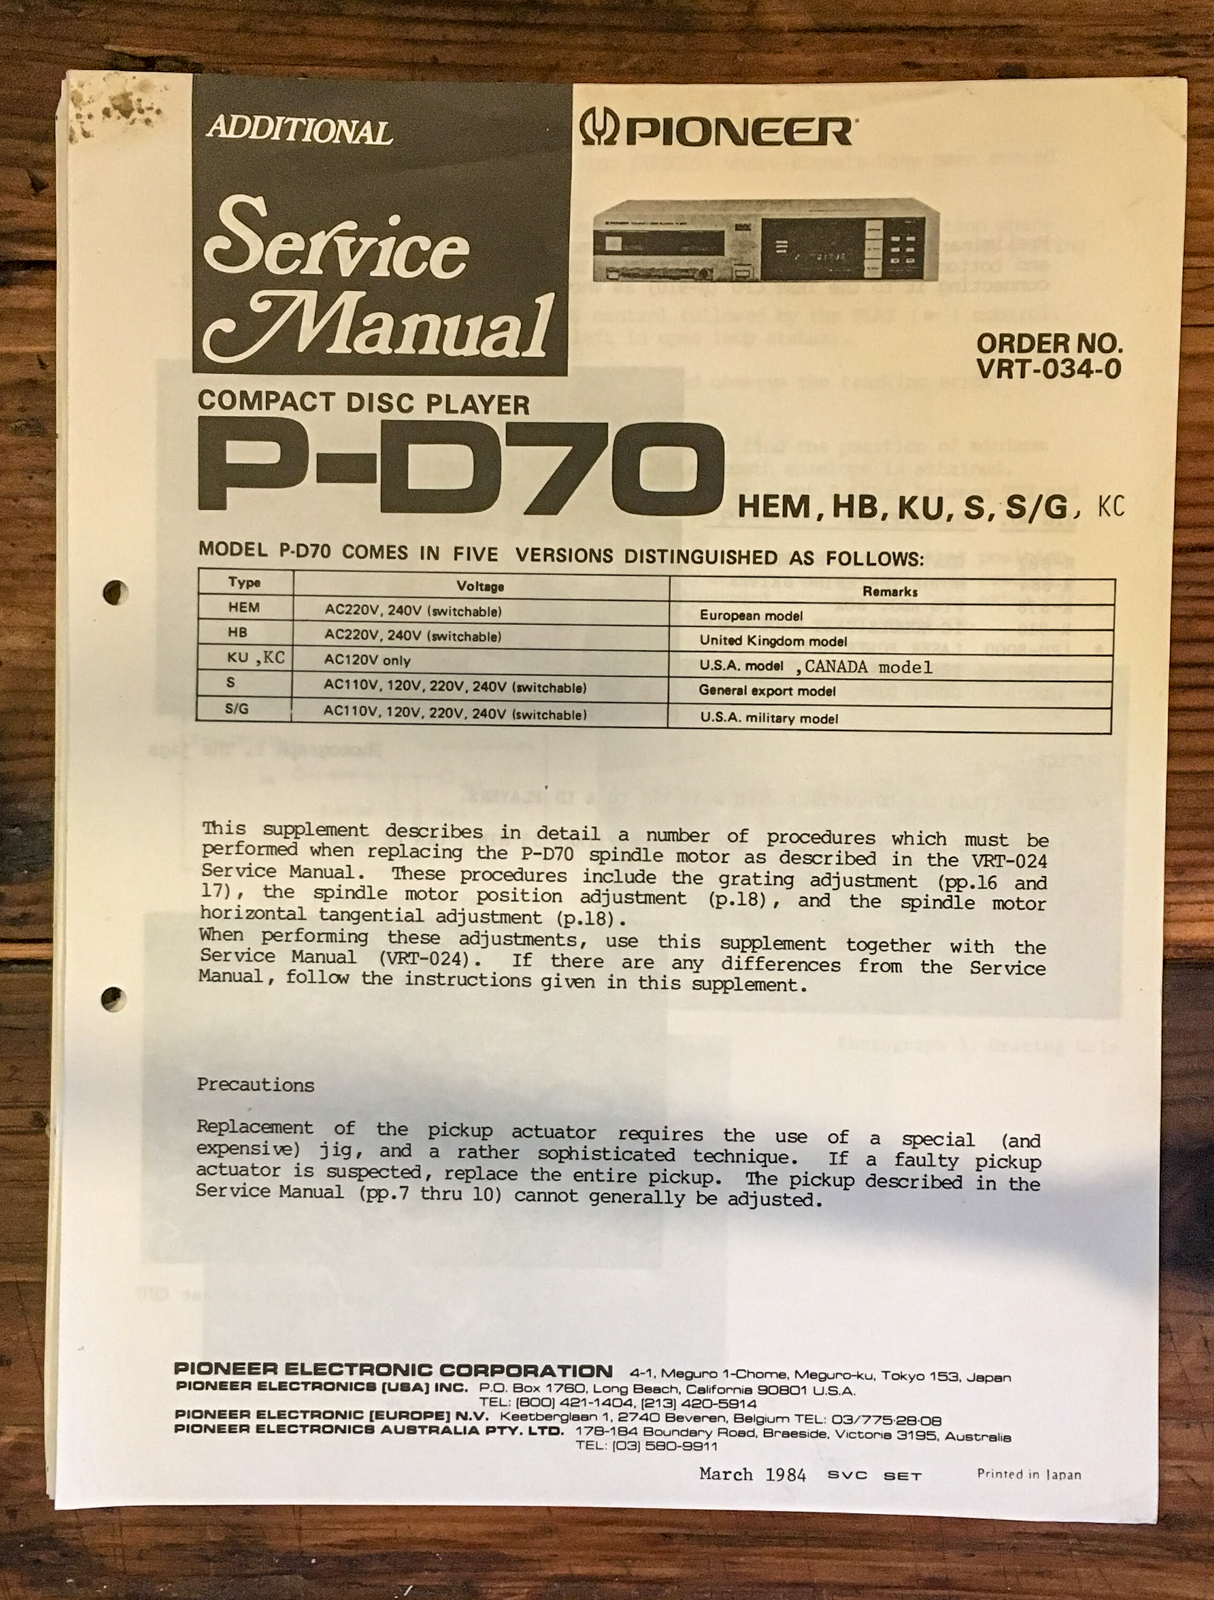 ADDITIONAL
Service
Manual
PIONEER
ORDER NO.
VRT-034-0
COMPACT DISC PLAYER
P-D70 HEM, HB, KU, S, S/G, KC
MODEL P-D70 COMES IN FIVE VERSIONS DISTINGUISHED AS FOLLOWS:
Type Voltage Remarks
HEM AC220V, 240V (switchable) European model
HB AC220V, 240V (switchable) United Kingdom model
KU ,KC AC120V only U.S.A. model ,CANADA model
S AC110V, 120V, 220V, 240V (switchable) General export model
S/G AC110V, 120V, 220V, 240V (switchable) U.S.A. military model
This supplement describes in detail a number of procedures which must be
performed when replacing the P-D70 spindle motor as described in the VRT-024
Service Manual. These procedures include the grating adjustment (pp.16 and
17), the spindle motor position adjustment (p.18), and the spindle motor
horizontal tangential adjustment (p.18).
When performing these adjustments, use this supplement together with the
Service Manual (VRT-024). If there are any differences from the Service
Manual, follow the instructions given in this supplement.
Precautions
Replacement of the pickup actuator requires the use of a special (and
expensive) jig, and a rather sophisticated technique. If a faulty pickup
actuator is suspected, replace the entire pickup. The pickup described in the
Service Manual (pp.7 thru 10) cannot generally be adjusted.
PIONEER ELECTRONIC CORPORATION 4-1, Meguro 1-Chome, Meguro-ku, Tokyo 153, Japan
PIONEER ELECTRONICS [USA] INC. P.O. Box 1760, Long Beach, California 90801 U.S.A.
TEL: [800] 421-1404, [213] 420-5914
PIONEER ELECTRONIC [EUROPE] N.V. Keetberglaan 1, 2740 Beveren, Belgium TEL: 03/775·28·08
PIONEER ELECTRONICS AUSTRALIA PTY. LTD. 178-184 Boundary Road, Braeside, Victoria 3195, Australia
TEL: [03] 580-9911
March 1984 SVC SET Printed in Japan